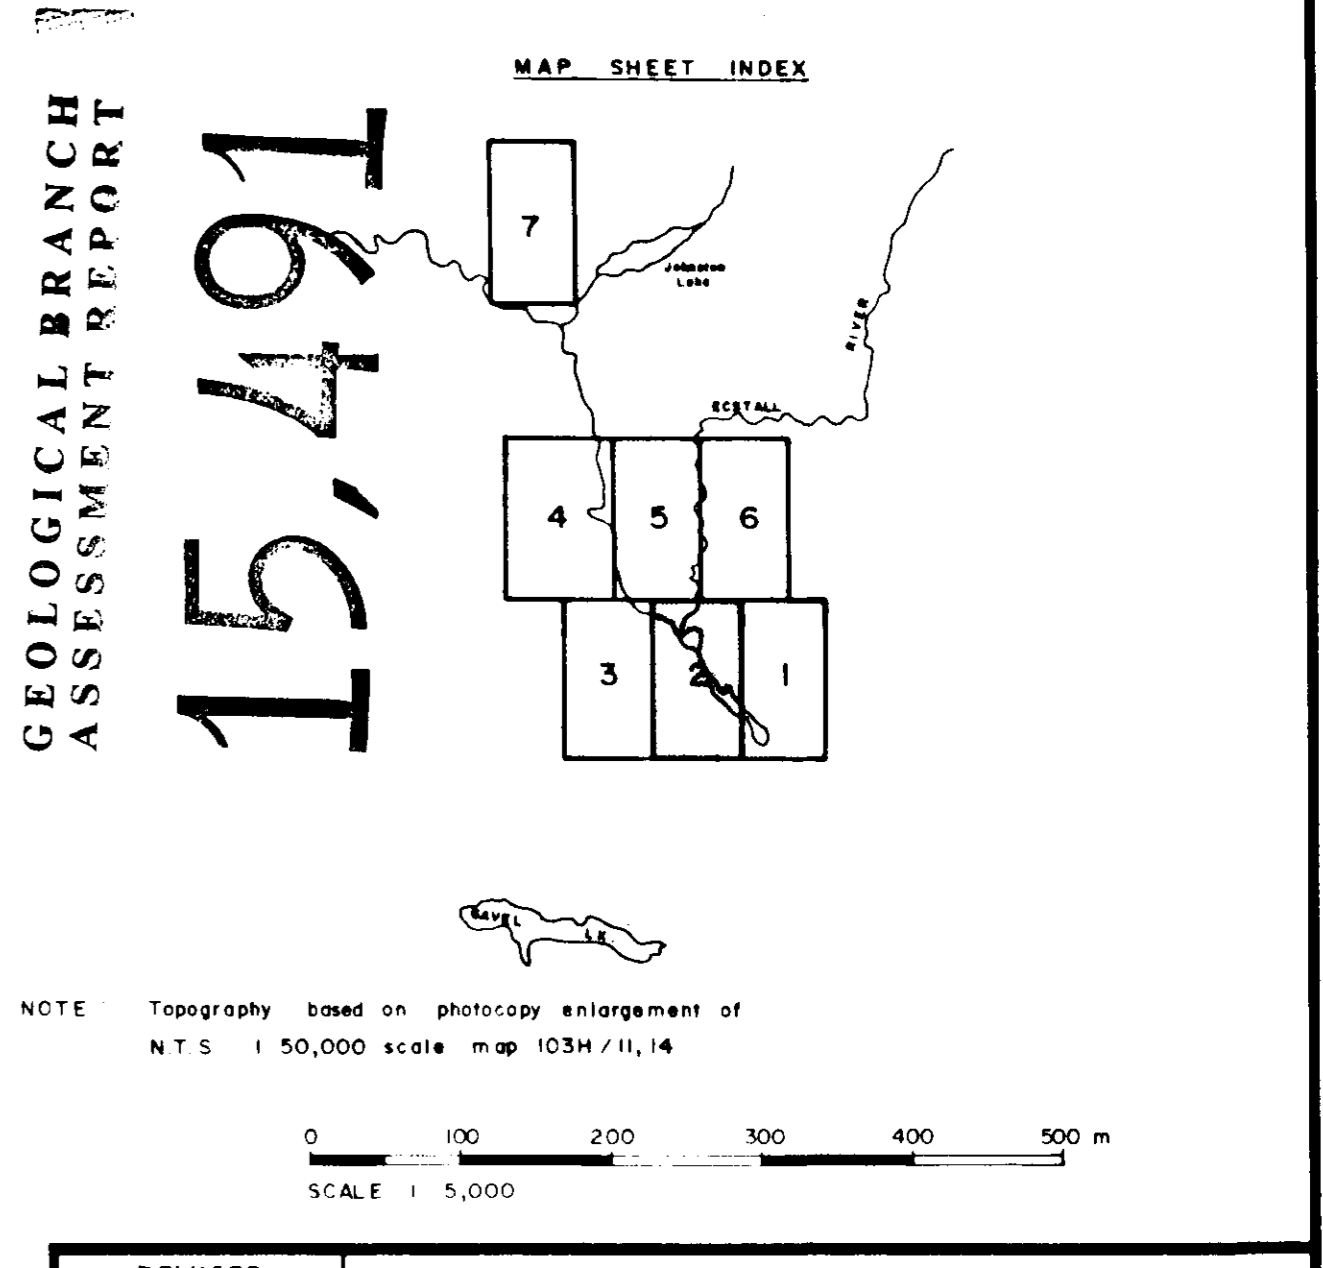 MAP SHEET INDEX
GEOLOGICAL BRANCH
ASSESSMENT REPORT
15,491
7
Johnston
Lake
RIVER
ECSTALL
4 5 6
3 2 1
LK.
NOTE Topography based on photocopy enlargement of
N.T.S 1 50,000 scale map 103H/11, 14
0 100 200 300 400 500 m
SCALE 1 5,000